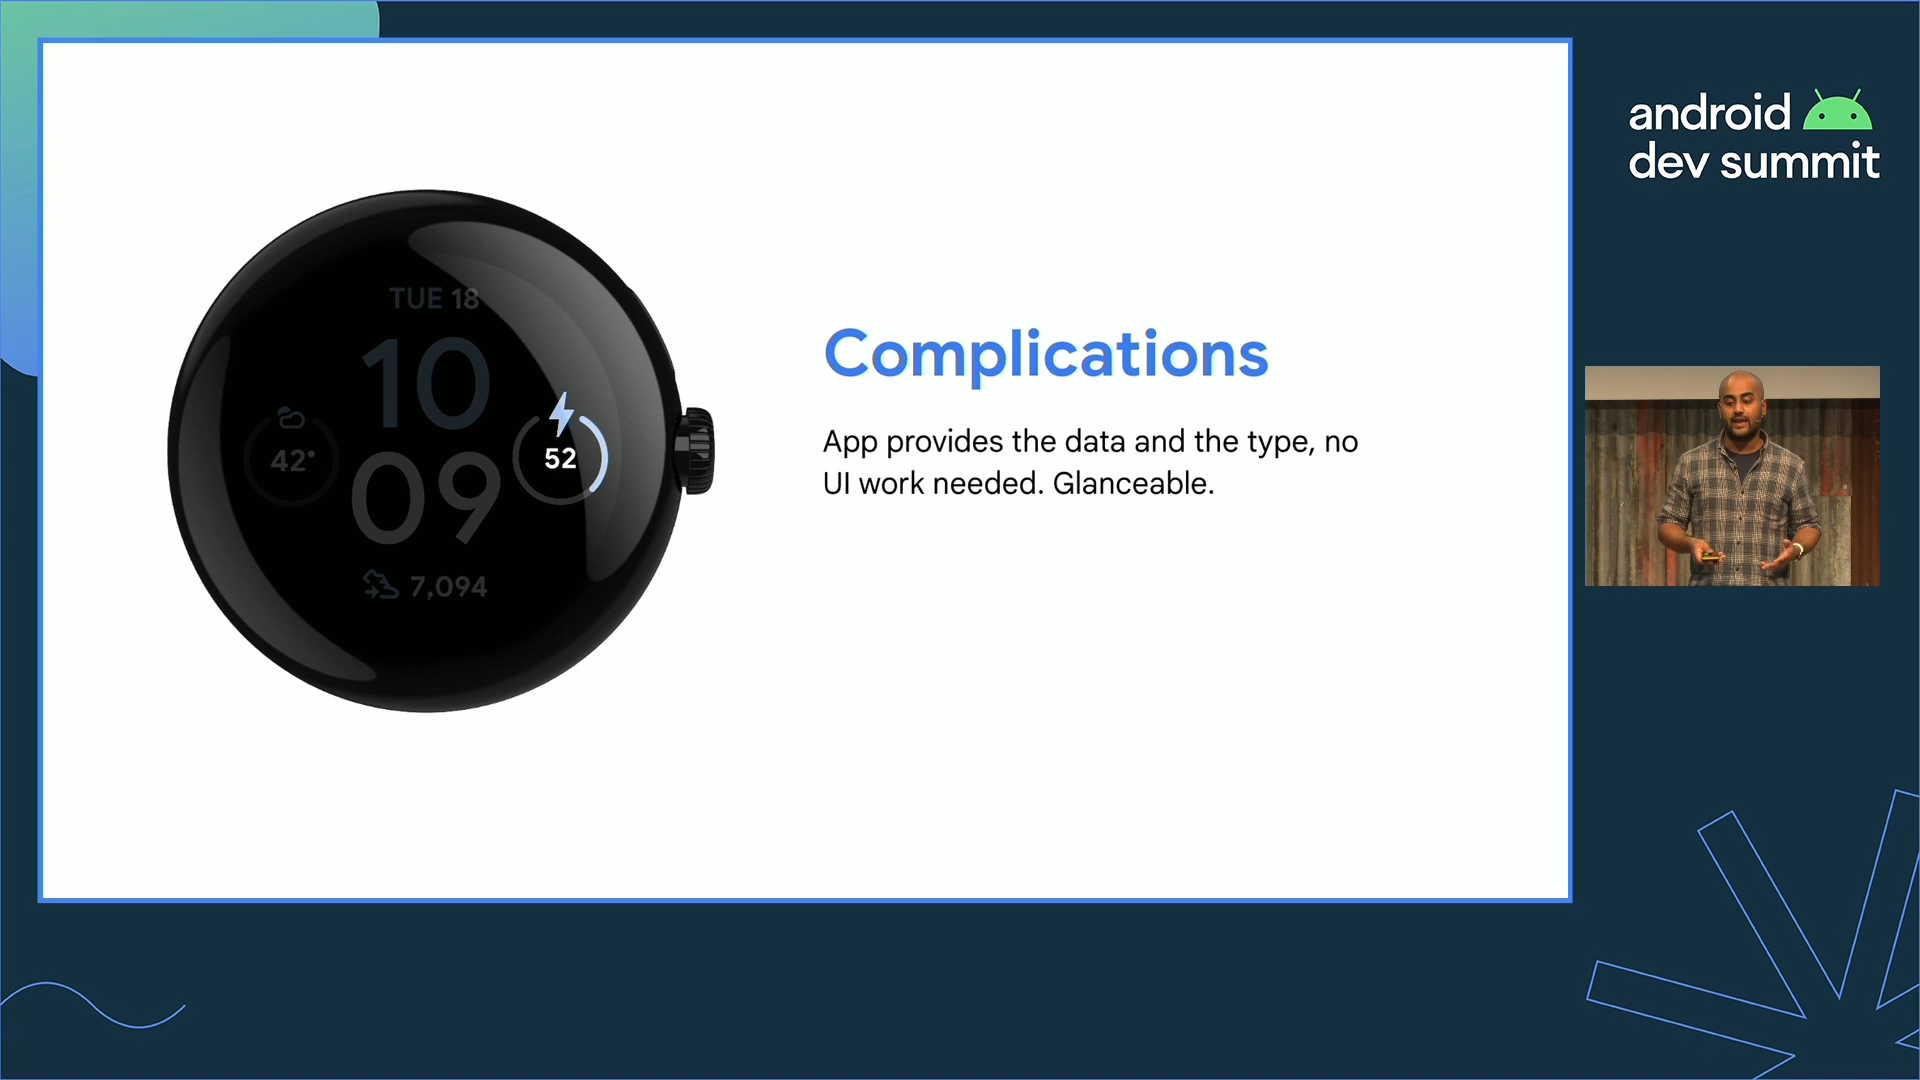 android
dev summit
TUE 18
10
09
42°
52
7,094
Complications
App provides the data and the type, no
UI work needed. Glanceable.